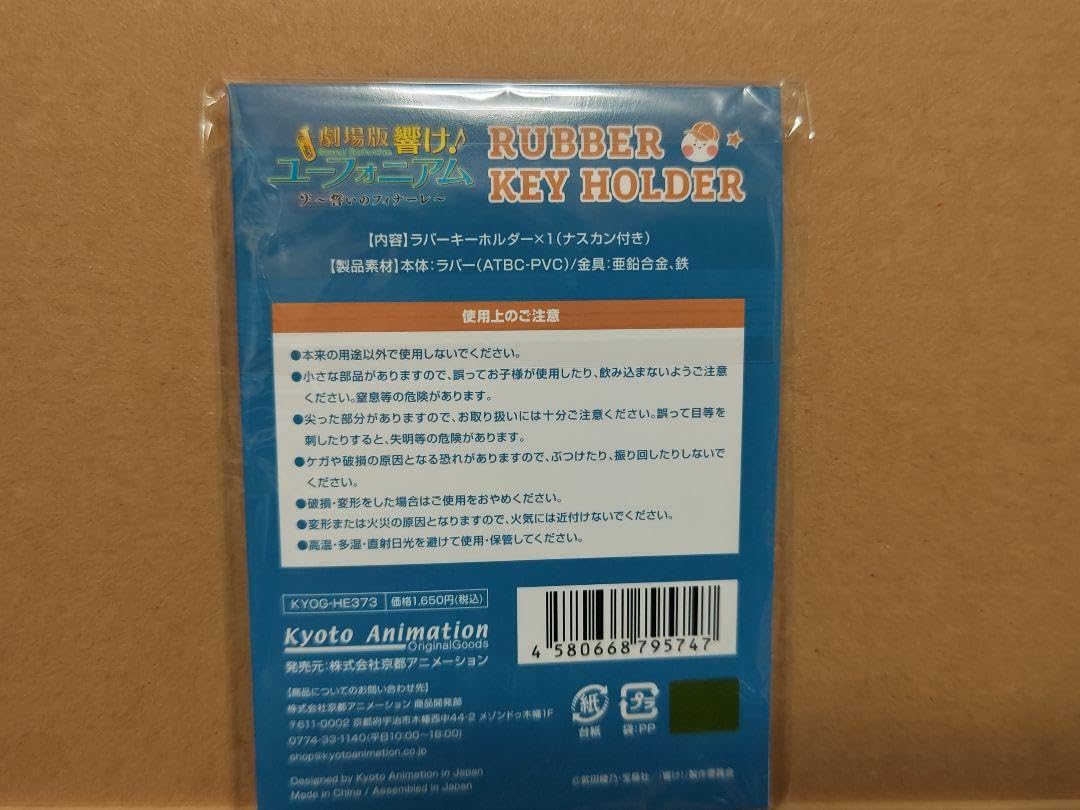 劇場版 響け!
ユーフォニアム
~誓いのフィナーレ~
RUBBER
KEY HOLDER
【内容】ラバーキーホルダー×1(ナスカン付き)
【製品素材】本体:ラバー(ATBC-PVC)/金具:亜鉛合金、鉄
使用上のご注意
●本来の用途以外で使用しないでください。
●小さな部品がありますので、誤ってお子様が使用したり、飲み込まないようご注意
ください。窒息等の危険があります。
●尖った部分がありますので、お取り扱いには十分ご注意ください。誤って目等を
刺したりすると、失明等の危険があります。
●ケガや破損の原因となる恐れがありますので、ぶつけたり、振り回したりしないで
ください。
●破損・変形をした場合はご使用をおやめください。
●変形または火災の原因となりますので、火気には近付けないでください。
●高温・多湿・直射日光を避けて使用・保管してください。
KYOG-HE373 価格1,650円(税込)
Kyoto Animation
OriginalGoods
発売元:株式会社京都アニメーション
4 580668 795747
【商品についてのお問い合わせ先】
株式会社京都アニメーション 商品開発部
〒611-0002 京都府宇治市木幡西中44-2 メゾンドゥ木幡1F
0774-33-1140(平日10:00~18:00)
shop@kyotoanimation.co.jp
紙
台紙
プラ
袋:PP
Designed by Kyoto Animation in Japan
Made in China / Assembled in Japan
©武田綾乃・宝島社/『響け!』製作委員会